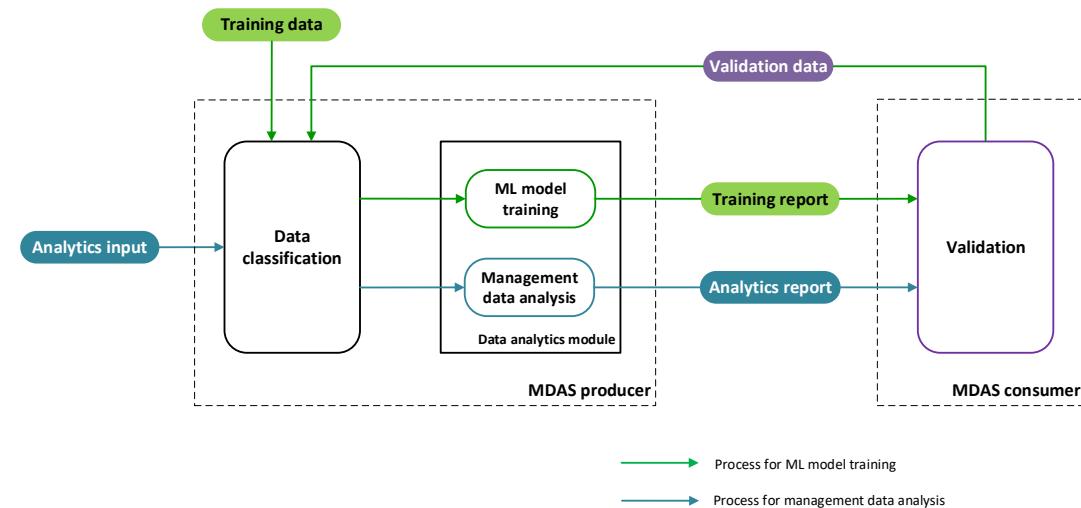 Training data
Validation data
ML model
training
Training report
Analytics input
Data
classification
Validation
Management
data analysis
Analytics report
Data analytics module
MDAS producer
MDAS consumer
Process for ML model training
Process for management data analysis